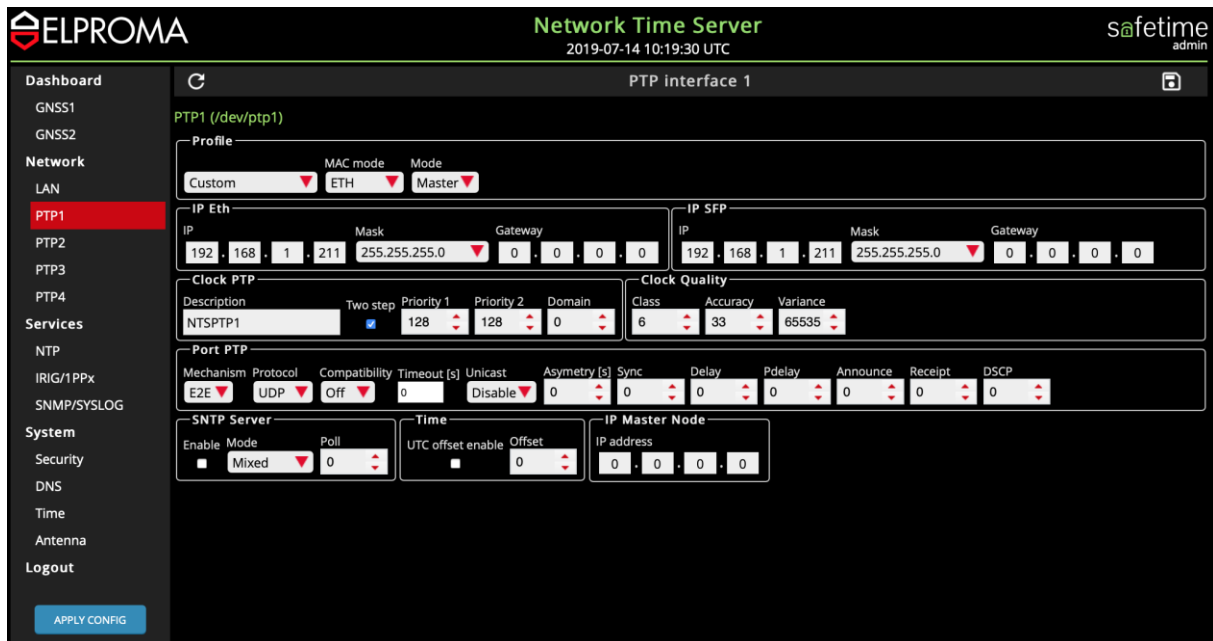 ELPROMA
Network Time Server
2019-07-14 10:19:30 UTC
safetime
admin
Dashboard
GNSS1
GNSS2
Network
LAN
PTP1
PTP2
PTP3
PTP4
Services
NTP
IRIG/1PPx
SNMP/SYSLOG
System
Security
DNS
Time
Antenna
Logout
APPLY CONFIG
PTP interface 1
PTP1 (/dev/ptp1)
Profile
MAC mode Mode
Custom ETH Master
IP Eth
IP Mask Gateway
192 . 168 . 1 . 211 255.255.255.0 0 . 0 . 0 . 0
IP SFP
IP Mask Gateway
192 . 168 . 1 . 211 255.255.255.0 0 . 0 . 0 . 0
Clock PTP
Description Two step Priority 1 Priority 2 Domain
NTSPTP1 128 128 0
Clock Quality
Class Accuracy Variance
6 33 65535
Port PTP
Mechanism Protocol Compatibility Timeout [s] Unicast Asymetry [s] Sync Delay Pdelay Announce Receipt DSCP
E2E UDP Off 0 Disable 0 0 0 0 0 0 0
SNTP Server
Enable Mode Poll
Mixed 0
Time
UTC offset enable Offset
0
IP Master Node
IP address
0 . 0 . 0 . 0